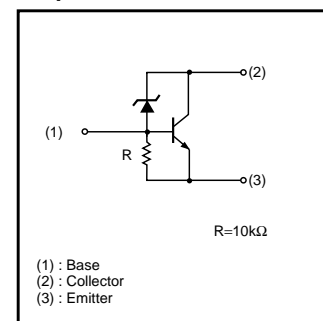 (2)
(1)
R
(3)
R=10kΩ
(1) : Base
(2) : Collector
(3) : Emitter